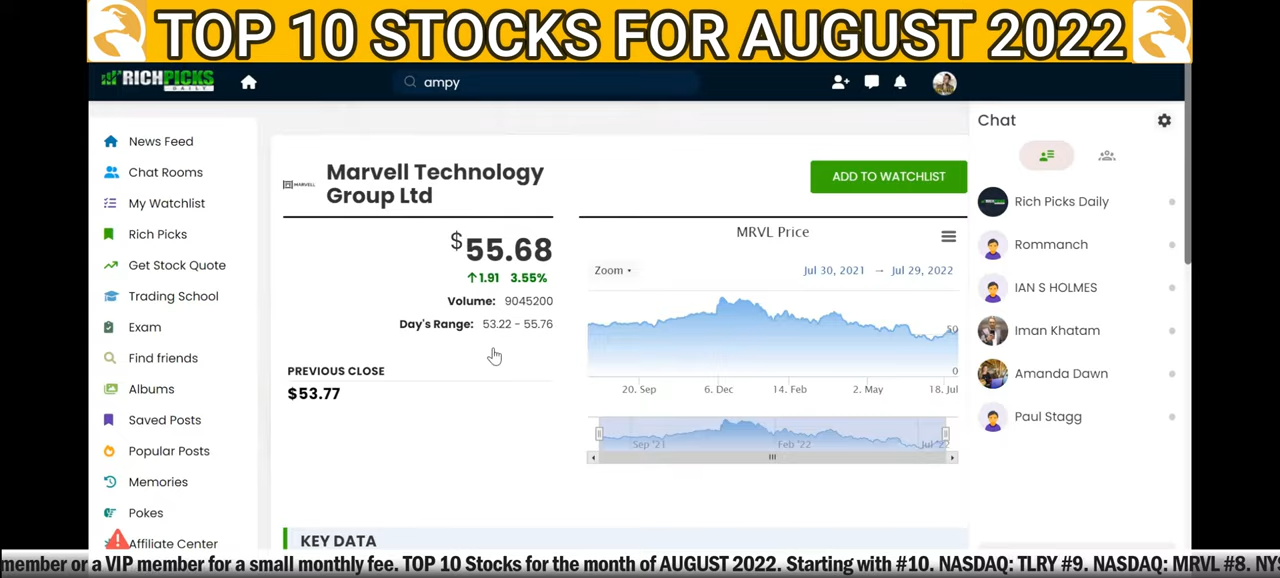 TOP 10 STOCKS FOR AUGUST 2022
RICHPICKS
DAILY
ampy
News Feed
Chat Rooms
My Watchlist
Rich Picks
Get Stock Quote
Trading School
Exam
Find friends
Albums
Saved Posts
Popular Posts
Memories
Pokes
Affiliate Center
MARVELL
Marvell Technology
Group Ltd
ADD TO WATCHLIST
$55.68
1.91 3.55%
Volume: 9045200
Day's Range: 53.22 - 55.76
PREVIOUS CLOSE
$53.77
MRVL Price
Zoom
Jul 30, 2021 → Jul 29, 2022
50
0
20. Sep 6. Dec 14. Feb 2. May 18. Jul
Sep '21 Feb '22 Jul '22
KEY DATA
Chat
Rich Picks Daily
Rommanch
IAN S HOLMES
Iman Khatam
Amanda Dawn
Paul Stagg
member or a VIP member for a small monthly fee. TOP 10 Stocks for the month of AUGUST 2022. Starting with #10. NASDAQ: TLRY #9. NASDAQ: MRVL #8. NY